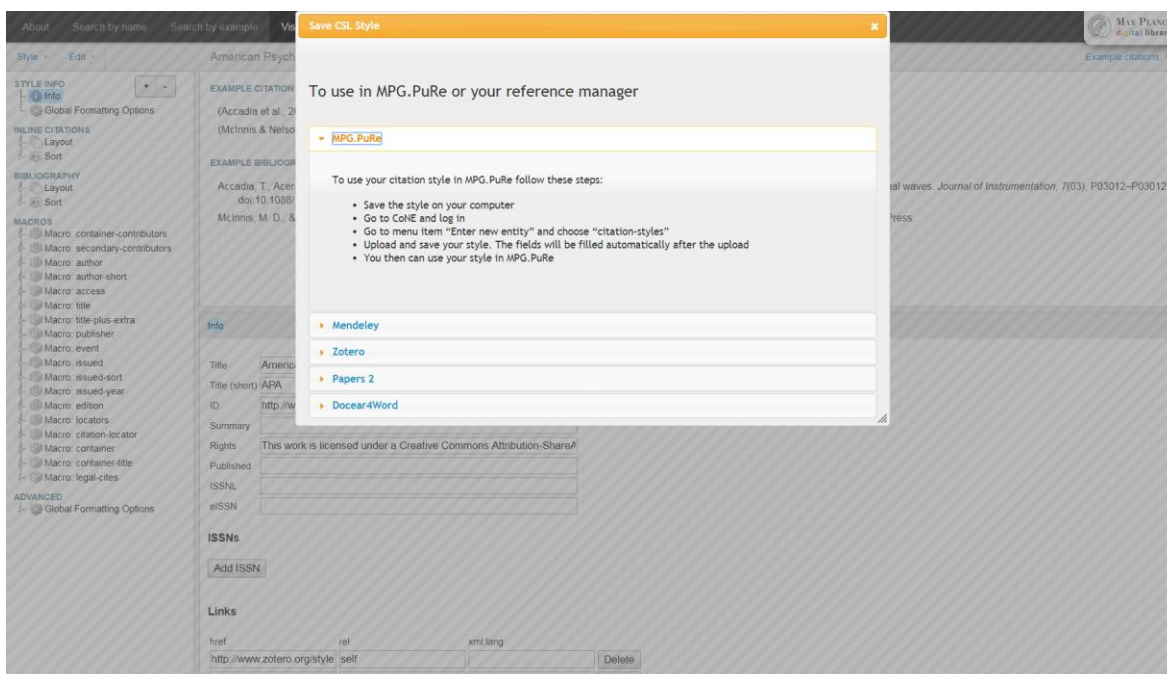 About Search by name Search by example Vis
Save CSL Style
MAX PLANC
digital librar
Style Edit
American Psych
Example citations
STYLE INFO
+ -
Info
Global Formatting Options
INLINE CITATIONS
Layout
Sort
BIBLIOGRAPHY
Layout
Sort
MACROS
Macro: container-contributors
Macro: secondary-contributors
Macro: author
Macro: author-short
Macro: access
Macro: title
Macro: title-plus-extra
Macro: publisher
Macro: event
Macro: issued
Macro: issued-sort
Macro: issued-year
Macro: edition
Macro: locators
Macro: citation-locator
Macro: container
Macro: container-title
Macro: legal-cites
ADVANCED
Global Formatting Options
EXAMPLE CITATION
(Accadia et al., 2
(McInnis & Nelso
EXAMPLE BIBLIOGR
Accadia, T., Acer
al waves. Journal of Instrumentation, 7(03), P03012–P03012
doi:10.1088/
McInnis, M. D., &
Press.
To use in MPG.PuRe or your reference manager
MPG.PuRe
To use your citation style in MPG.PuRe follow these steps:
• Save the style on your computer
• Go to CoNE and log in
• Go to menu item “Enter new entity” and choose “citation-styles”
• Upload and save your style. The fields will be filled automatically after the upload
• You then can use your style in MPG.PuRe
Mendeley
Zotero
Papers 2
Docear4Word
Info
Title Americ
Title (short) APA
ID http://w
Summary
Rights This work is licensed under a Creative Commons Attribution-ShareA
Published
ISSNL
eISSN
ISSNs
Add ISSN
Links
href rel xml:lang
http://www.zotero.org/style self Delete